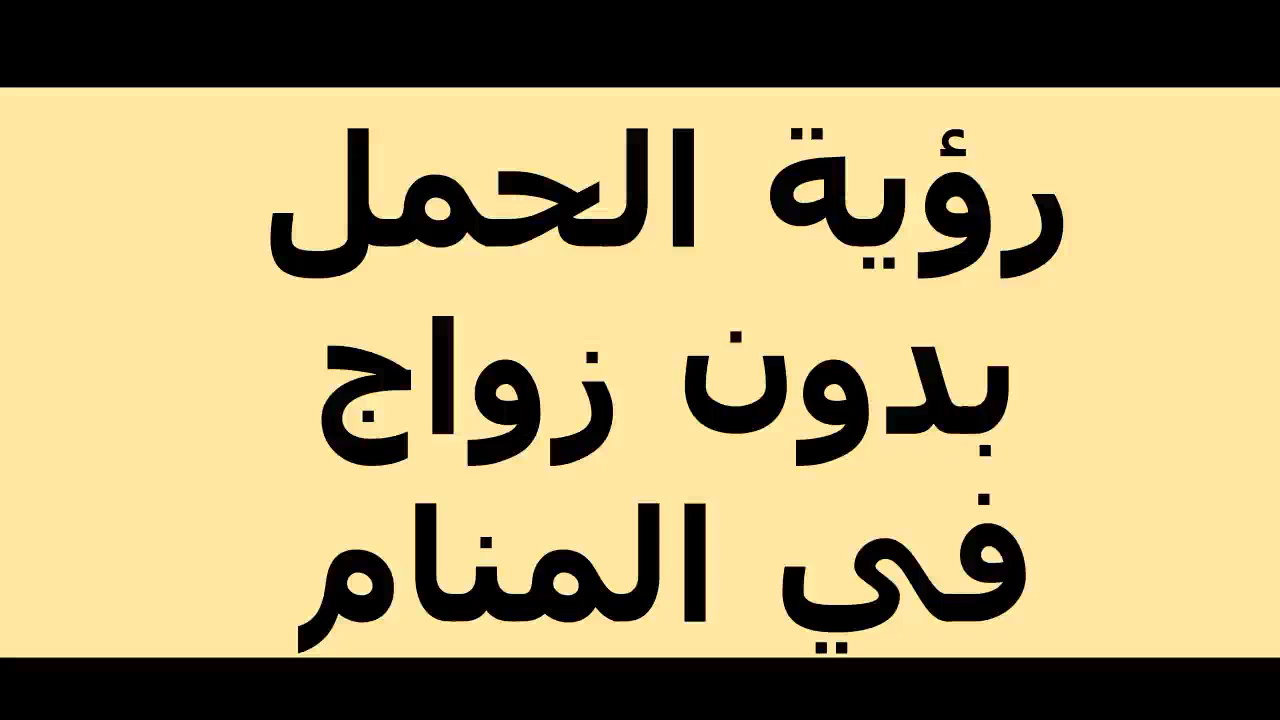 رؤية الحمل
بدون زواج
في المنام